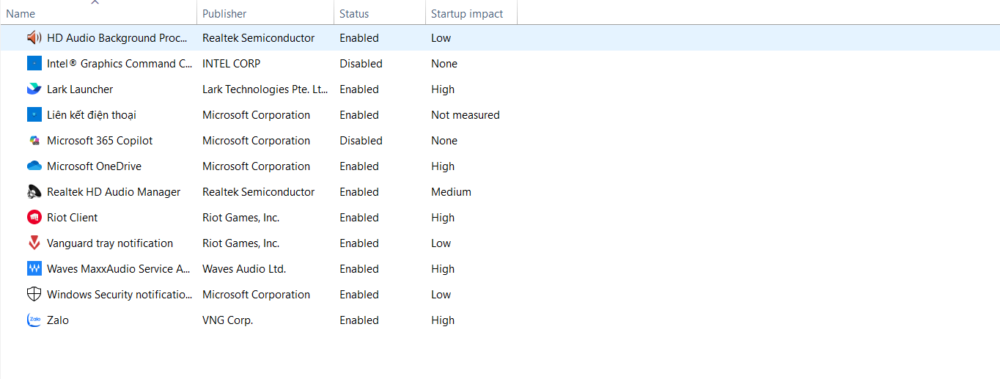 Name Publisher Status Startup impact
HD Audio Background Proc... Realtek Semiconductor Enabled Low
Intel® Graphics Command C... INTEL CORP Disabled None
Lark Launcher Lark Technologies Pte. Lt... Enabled High
Liên kết điện thoại Microsoft Corporation Enabled Not measured
Microsoft 365 Copilot Microsoft Corporation Disabled None
Microsoft OneDrive Microsoft Corporation Enabled High
Realtek HD Audio Manager Realtek Semiconductor Enabled Medium
Riot Client Riot Games, Inc. Enabled High
Vanguard tray notification Riot Games, Inc. Enabled Low
Waves MaxxAudio Service A... Waves Audio Ltd. Enabled High
Windows Security notificatio... Microsoft Corporation Enabled Low
Zalo Zalo VNG Corp. Enabled High